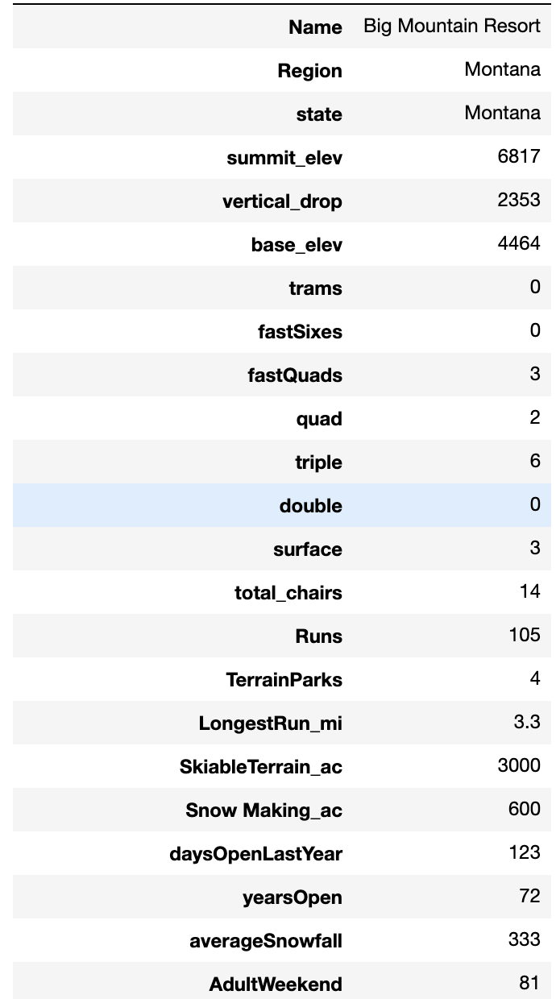 Name Big Mountain Resort
Region Montana
state Montana
summit_elev 6817
vertical_drop 2353
base_elev 4464
trams 0
fastSixes 0
fastQuads 3
quad 2
triple 6
double 0
surface 3
total_chairs 14
Runs 105
TerrainParks 4
LongestRun_mi 3.3
SkiableTerrain_ac 3000
Snow Making_ac 600
daysOpenLastYear 123
yearsOpen 72
averageSnowfall 333
AdultWeekend 81